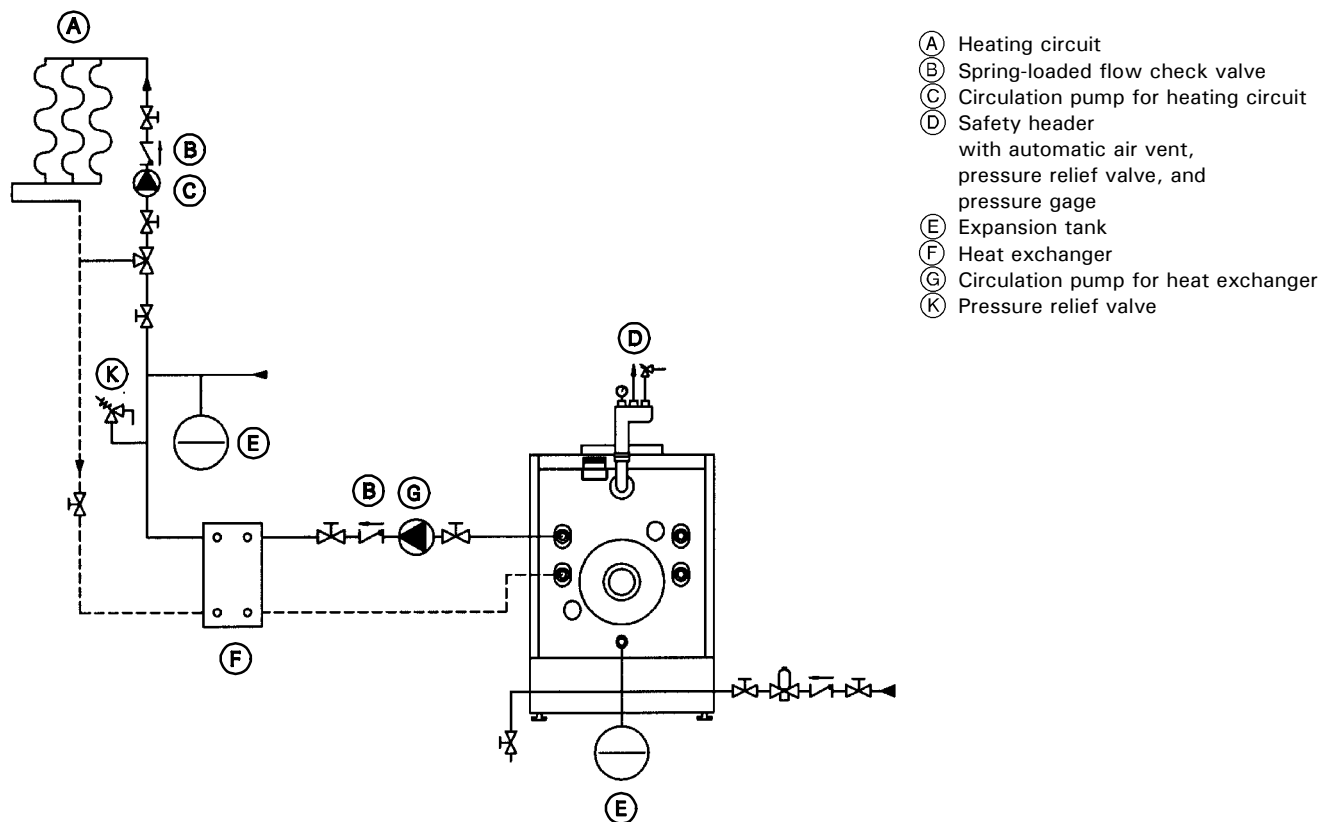 A
B
C
K
E
D
B
G
F
E
A Heating circuit
B Spring-loaded flow check valve
C Circulation pump for heating circuit
D Safety header
with automatic air vent,
pressure relief valve, and
pressure gage
E Expansion tank
F Heat exchanger
G Circulation pump for heat exchanger
K Pressure relief valve